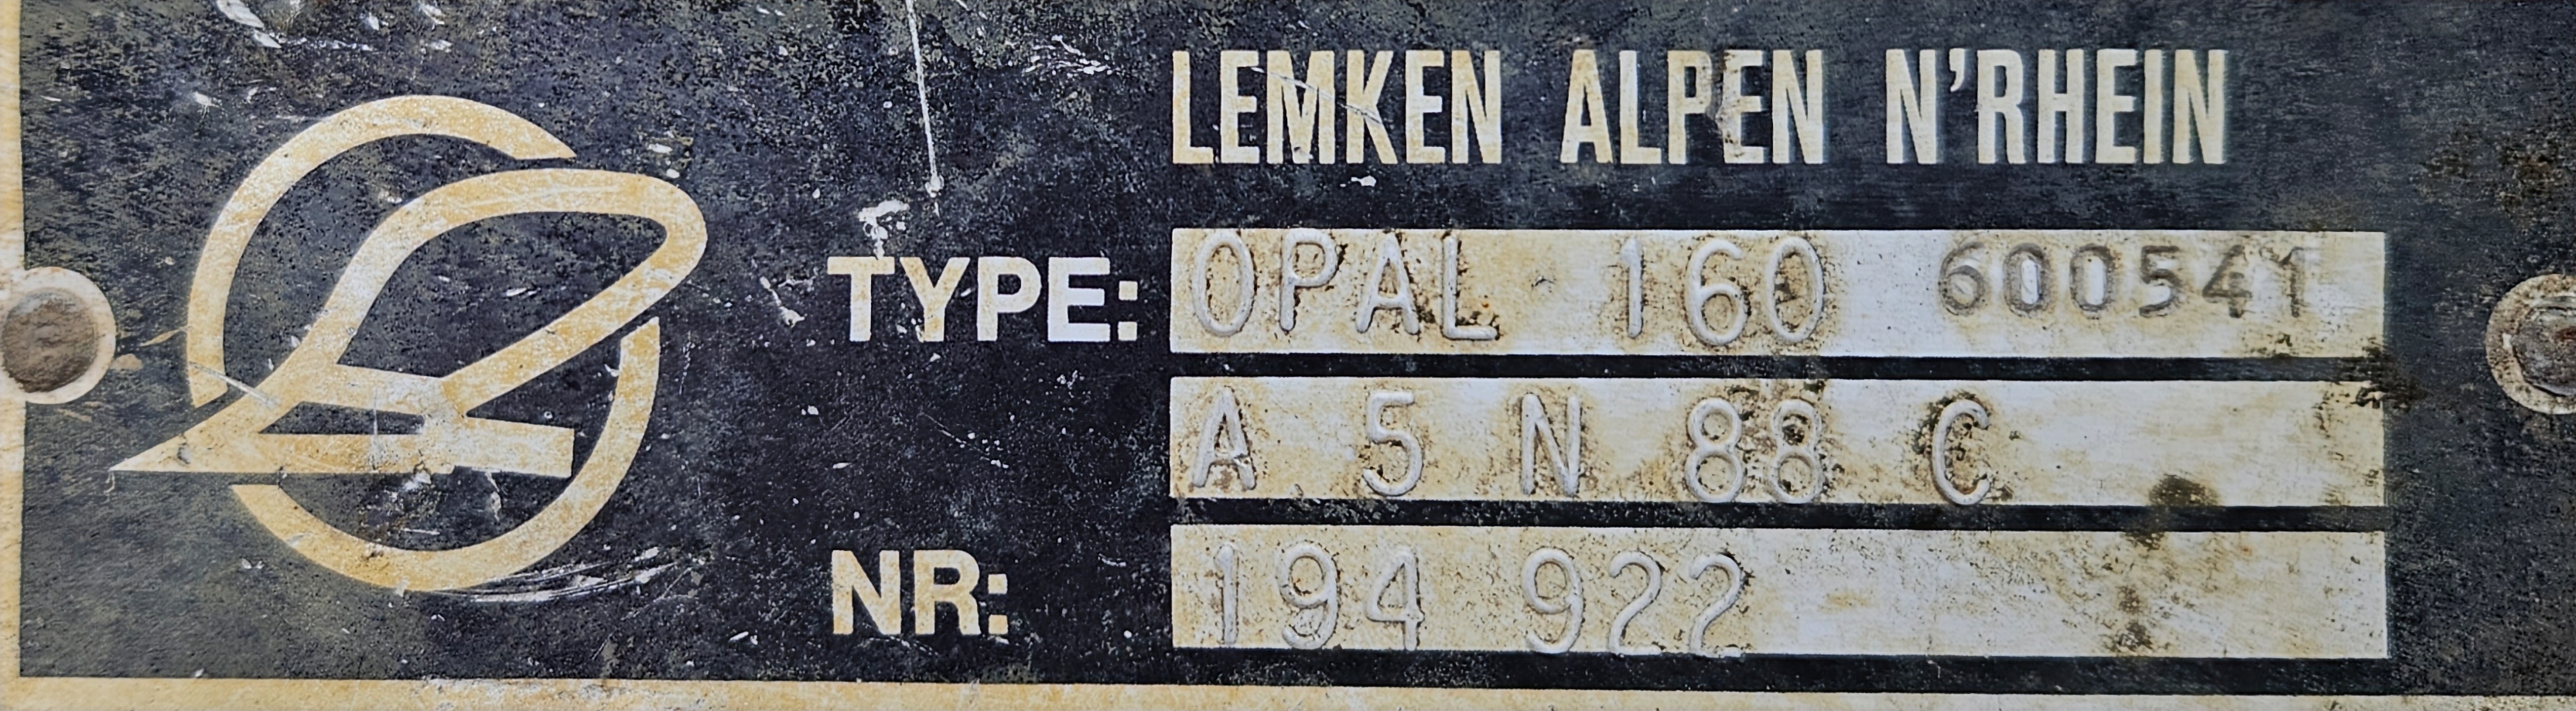 LEMKEN ALPEN N'RHEIN
TYPE: OPAL 160 600541
A 5 N 88 C
NR: 194 922